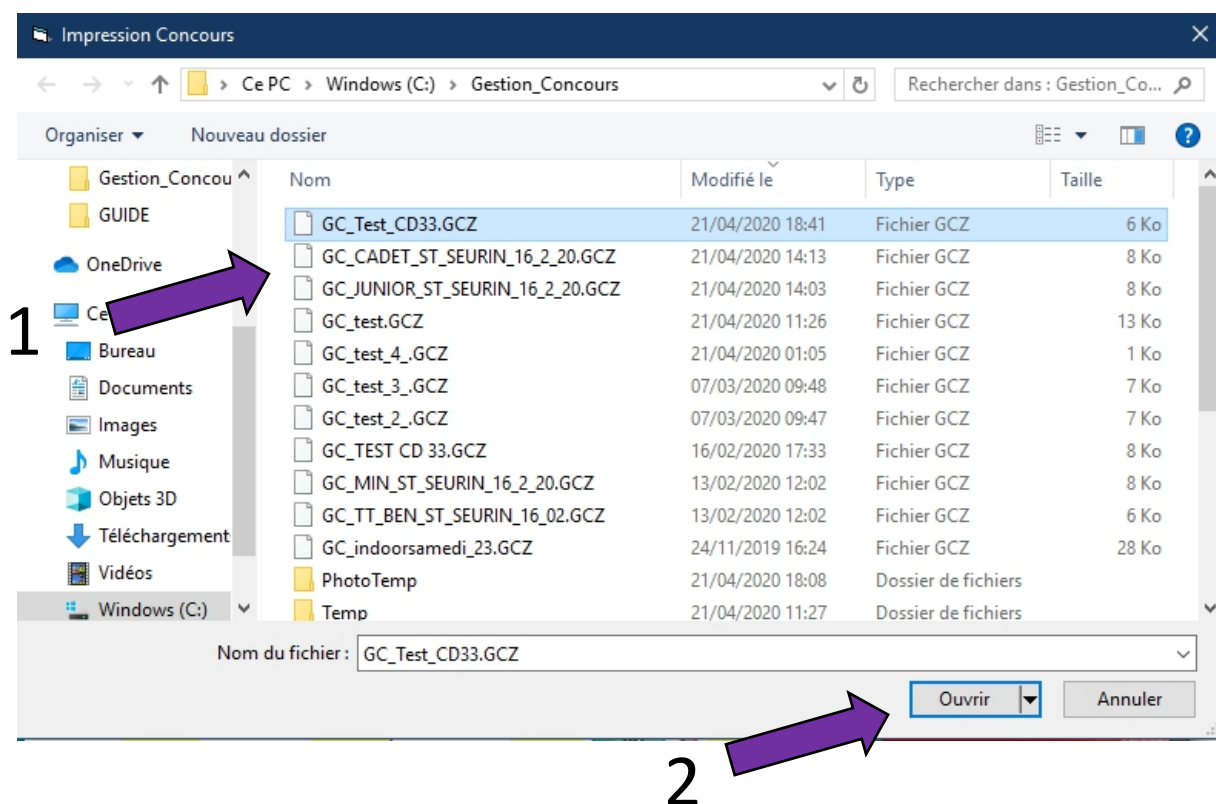 Impression Concours
Ce PC > Windows (C:) > Gestion_Concours Rechercher dans : Gestion_Co...
Organiser Nouveau dossier ?
Gestion_Concou Nom Modifié le Type Taille
GUIDE GC_Test_CD33.GCZ 21/04/2020 18:41 Fichier GCZ 6 Ko
OneDrive GC_CADET_ST_SEURIN_16_2_20.GCZ 21/04/2020 14:13 Fichier GCZ 8 Ko
GC_JUNIOR_ST_SEURIN_16_2_20.GCZ 21/04/2020 14:03 Fichier GCZ 8 Ko
1 Ce GC_test.GCZ 21/04/2020 11:26 Fichier GCZ 13 Ko
Bureau GC_test_4_.GCZ 21/04/2020 01:05 Fichier GCZ 1 Ko
Documents GC_test_3_.GCZ 07/03/2020 09:48 Fichier GCZ 7 Ko
Images GC_test_2_.GCZ 07/03/2020 09:47 Fichier GCZ 7 Ko
Musique GC_TEST CD 33.GCZ 16/02/2020 17:33 Fichier GCZ 8 Ko
Objets 3D GC_MIN_ST_SEURIN_16_2_20.GCZ 13/02/2020 12:02 Fichier GCZ 8 Ko
Téléchargement GC_TT_BEN_ST_SEURIN_16_02.GCZ 13/02/2020 12:02 Fichier GCZ 6 Ko
GC_indoorsamedi_23.GCZ 24/11/2019 16:24 Fichier GCZ 28 Ko
Vidéos PhotoTemp 21/04/2020 18:08 Dossier de fichiers
Windows (C:) Temp 21/04/2020 11:27 Dossier de fichiers
Nom du fichier : GC_Test_CD33.GCZ
Ouvrir Annuler
2